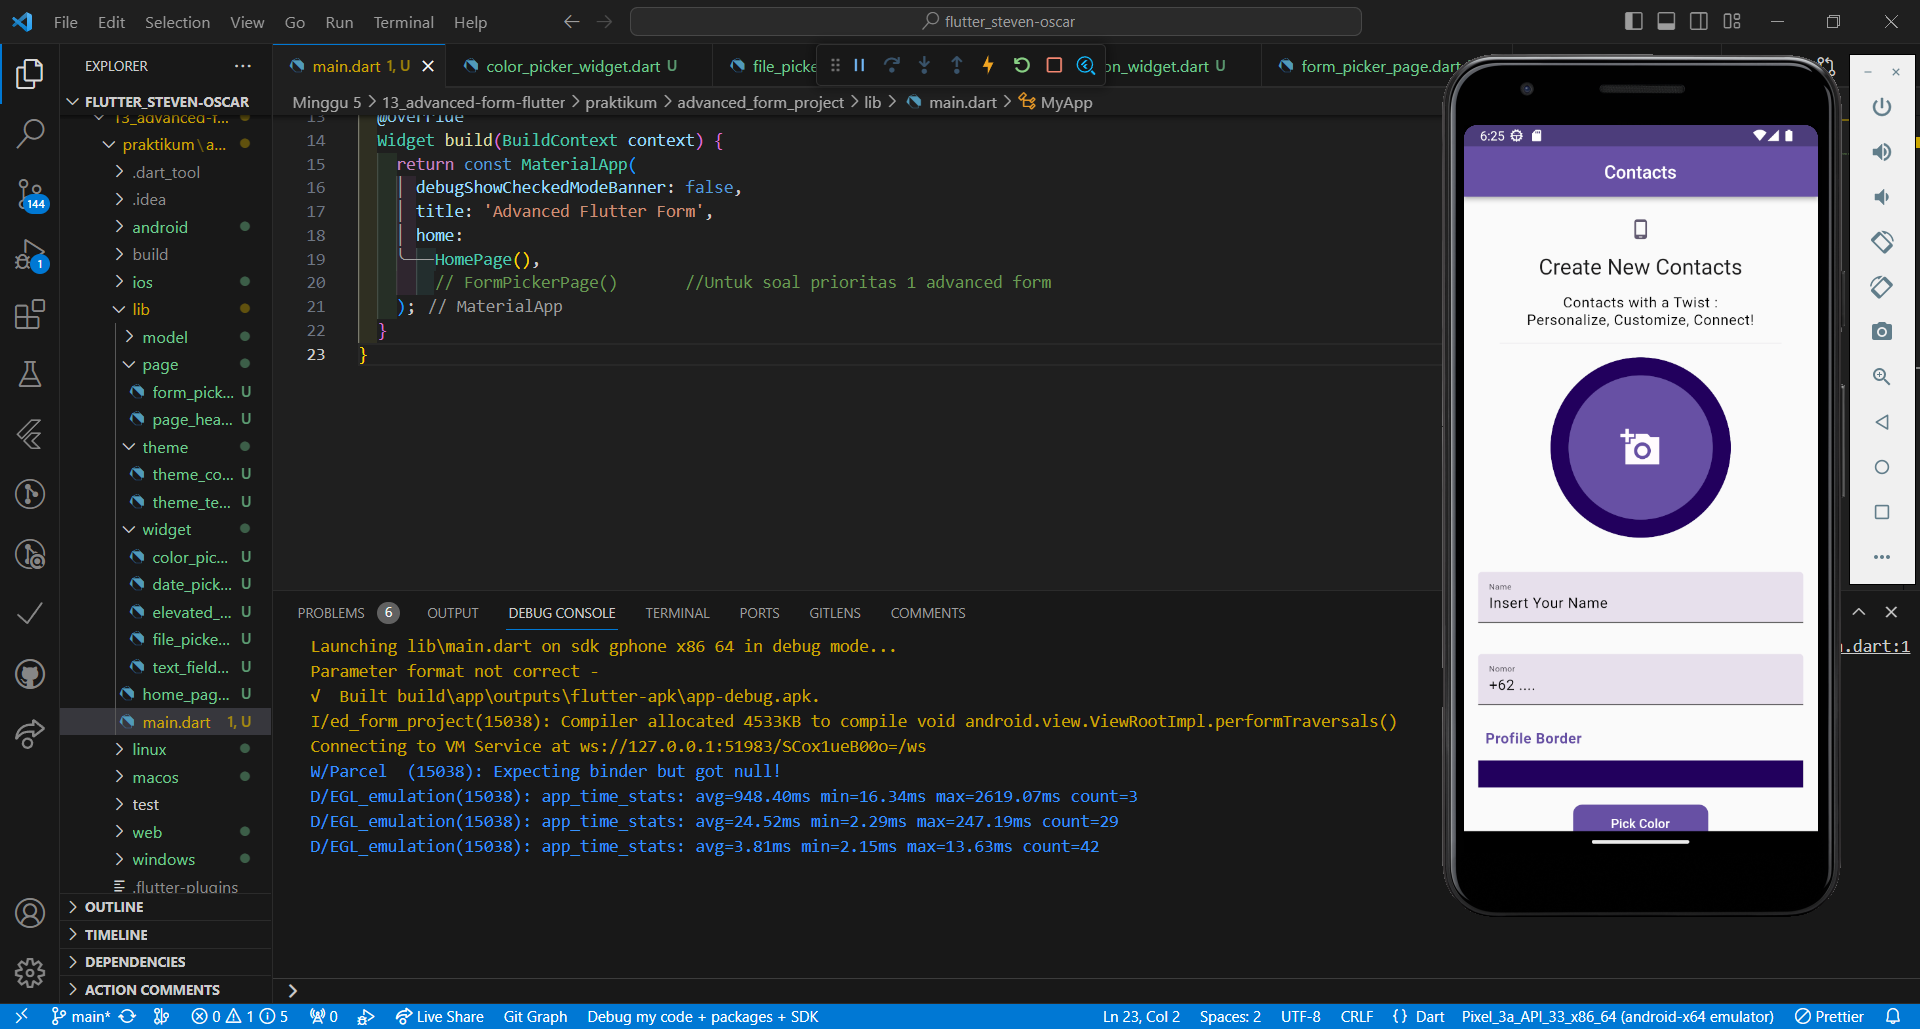 File Edit Selection View Go Run Terminal Help
flutter_steven-oscar
EXPLORER
FLUTTER_STEVEN-OSCAR
13_advanced-f...
praktikum\a...
.dart_tool
.idea
android
build
ios
lib
model
page
form_pick... U
page_hea... U
theme
theme_co... U
theme_te... U
widget
color_pic... U
date_pick... U
elevated_... U
file_picke... U
text_field... U
home_pag... U
main.dart 1, U
linux
macos
test
web
windows
.flutter-plugins
OUTLINE
TIMELINE
DEPENDENCIES
ACTION COMMENTS
144
1
main.dart 1, U
color_picker_widget.dart U
file_picke
on_widget.dart U
form_picker_page.dart
Minggu 5 > 13_advanced-form-flutter > praktikum > advanced_form_project > lib > main.dart > MyApp
13 @override
14 Widget build(BuildContext context) {
15 return const MaterialApp(
16 debugShowCheckedModeBanner: false,
17 title: 'Advanced Flutter Form',
18 home:
19 HomePage(),
20 // FormPickerPage() //Untuk soal prioritas 1 advanced form
21 ); // MaterialApp
22 }
23 }
PROBLEMS 6 OUTPUT DEBUG CONSOLE TERMINAL PORTS GITLENS COMMENTS
Launching lib\main.dart on sdk gphone x86 64 in debug mode...
Parameter format not correct -
√ Built build\app\outputs\flutter-apk\app-debug.apk.
I/ed_form_project(15038): Compiler allocated 4533KB to compile void android.view.ViewRootImpl.performTraversals()
Connecting to VM Service at ws://127.0.0.1:51983/SCox1ueB00o=/ws
W/Parcel (15038): Expecting binder but got null!
D/EGL_emulation(15038): app_time_stats: avg=948.40ms min=16.34ms max=2619.07ms count=3
D/EGL_emulation(15038): app_time_stats: avg=24.52ms min=2.29ms max=247.19ms count=29
D/EGL_emulation(15038): app_time_stats: avg=3.81ms min=2.15ms max=13.63ms count=42
.dart:1
6:25
Contacts
Create New Contacts
Contacts with a Twist :
Personalize, Customize, Connect!
Name
Insert Your Name
Nomor
+62 ....
Profile Border
Pick Color
main* 0 1 5 0 Live Share Git Graph Debug my code + packages + SDK Ln 23, Col 2 Spaces: 2 UTF-8 CRLF {} Dart Pixel_3a_API_33_x86_64 (android-x64 emulator) Prettier